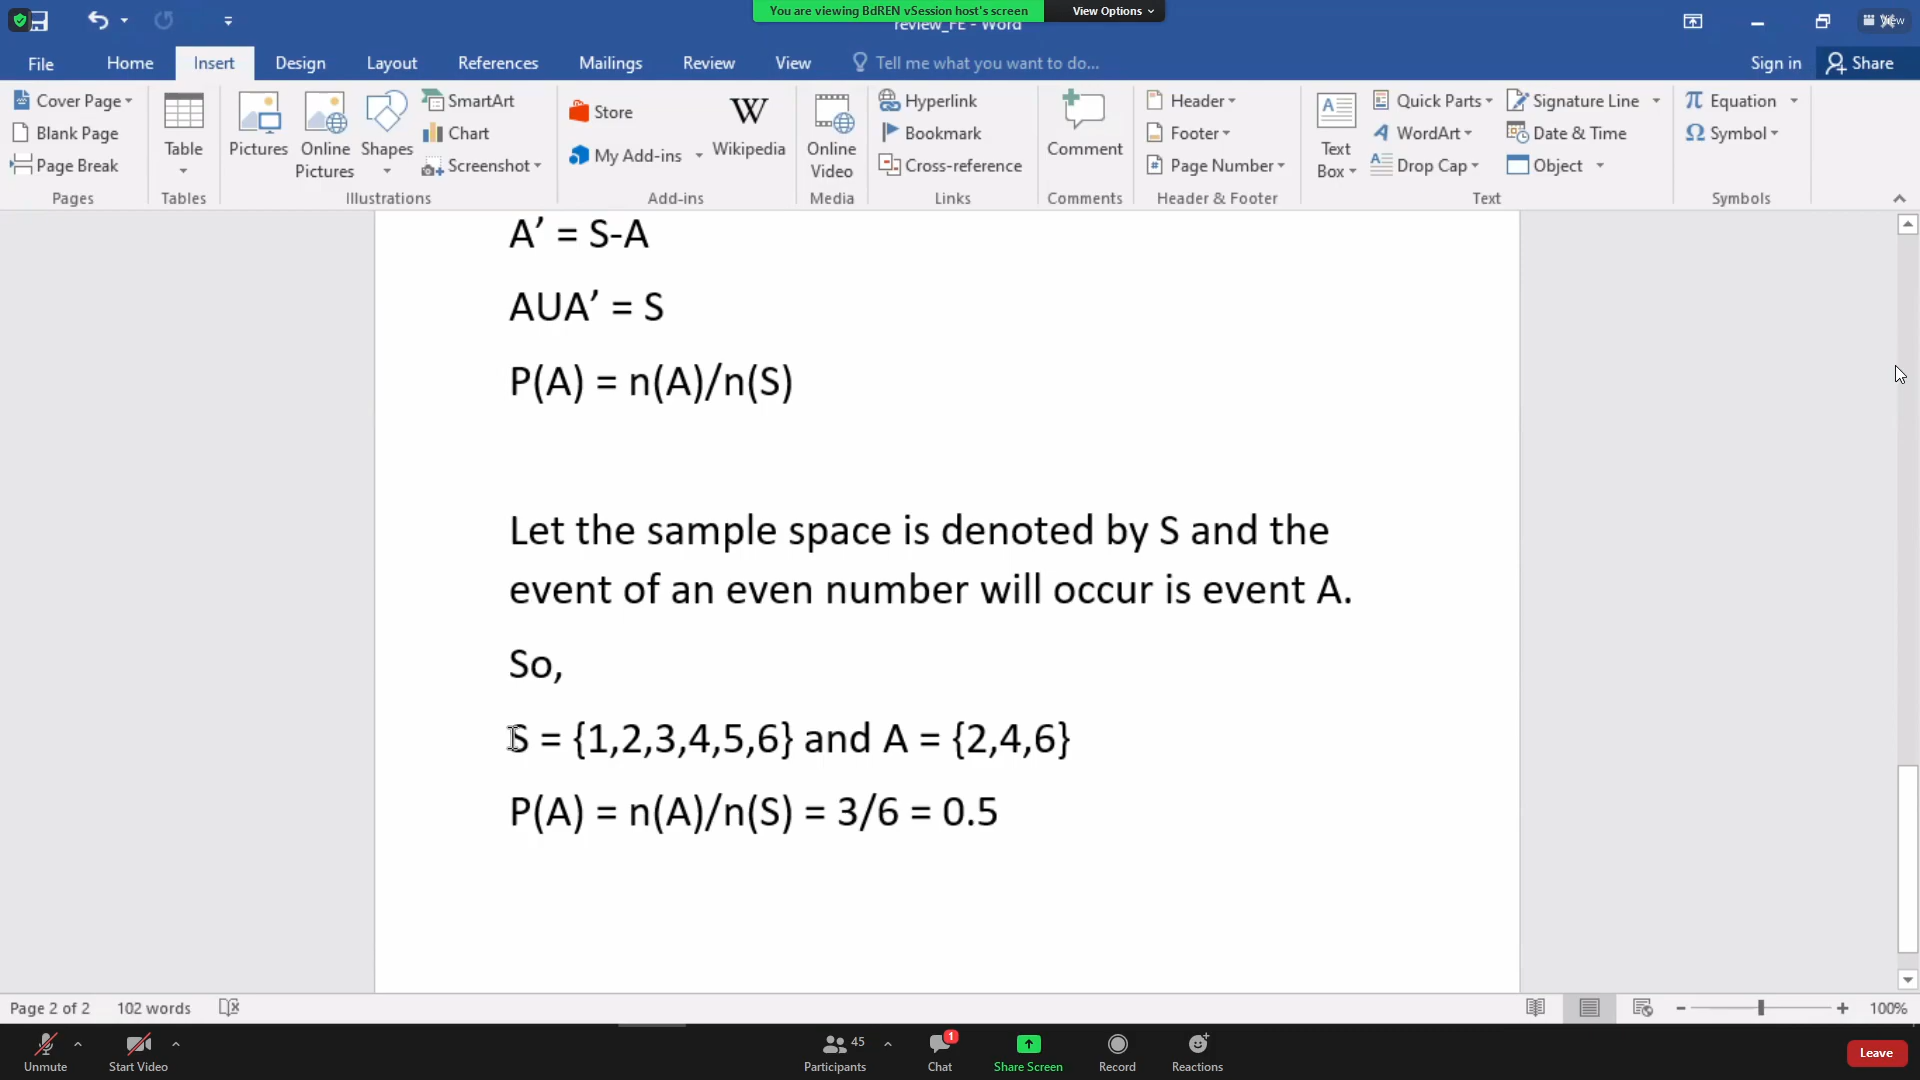 You are viewing BdREN vSession host's screen
View Options
review_FE - Word
View
File
Home
Insert
Design
Layout
References
Mailings
Review
View
Tell me what you want to do...
Sign in
Share
Cover Page
Blank Page
Page Break
Pages
Table
Tables
Pictures
Online
Pictures
Shapes
SmartArt
Chart
Screenshot
Illustrations
Store
My Add-ins
Wikipedia
Add-ins
Online
Video
Media
Hyperlink
Bookmark
Cross-reference
Links
Comment
Comments
Header
Footer
Page Number
Header & Footer
Text
Box
Quick Parts
WordArt
Drop Cap
Signature Line
Date & Time
Object
Text
Equation
Symbol
Symbols
A’ = S-A
AUA’ = S
P(A) = n(A)/n(S)
Let the sample space is denoted by S and the
event of an even number will occur is event A.
So,
S = {1,2,3,4,5,6} and A = {2,4,6}
P(A) = n(A)/n(S) = 3/6 = 0.5
Page 2 of 2
102 words
100%
Unmute
Start Video
45
Participants
1
Chat
Share Screen
Record
Reactions
Leave